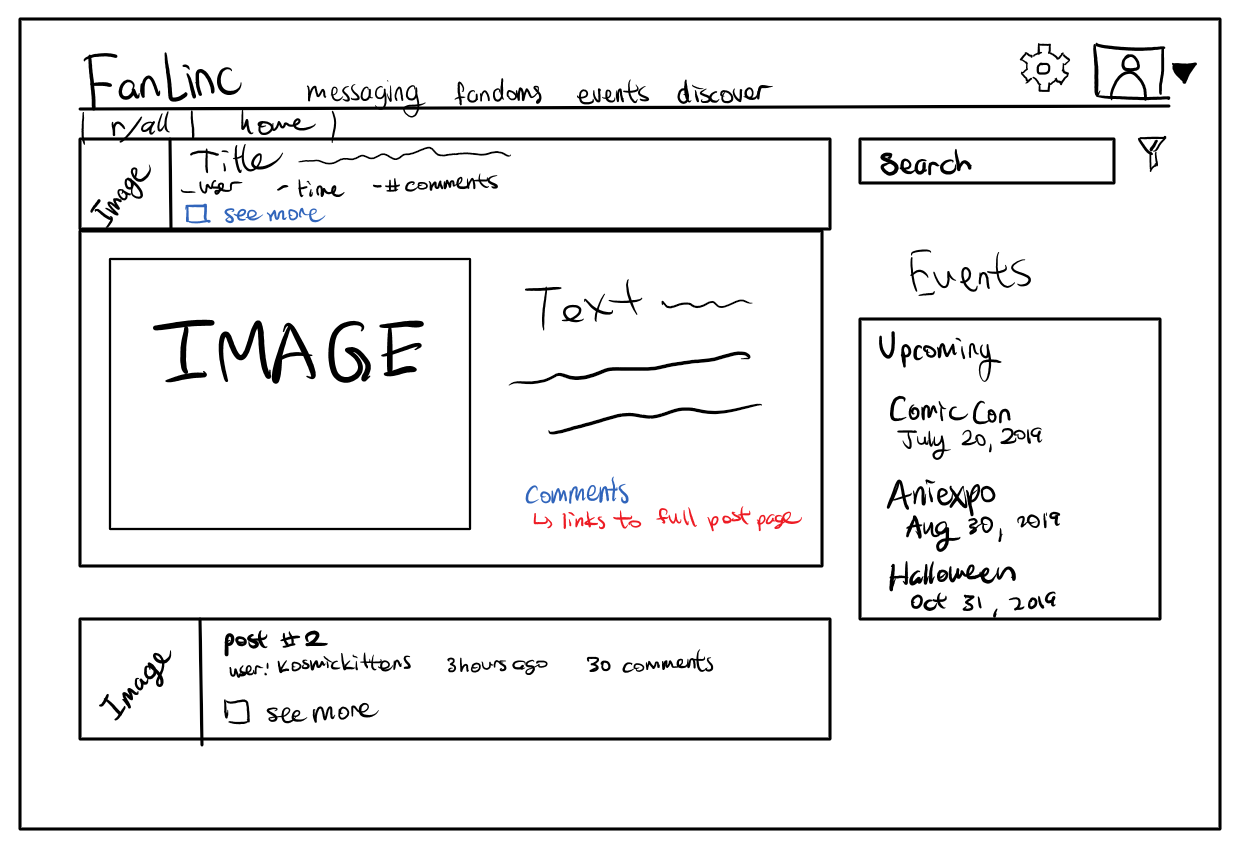 FanLinc messaging fandoms events discover
r/all home
Image
Title
- user - time - # comments
see more
Search
IMAGE
Text
Comments
↳ links to full post page
Events
Upcoming
Comic Con
July 20, 2019
Aniexpo
Aug 30, 2019
Halloween
Oct 31, 2019
Image
post #2
user: kosmickittens 3 hours ago 30 comments
see more